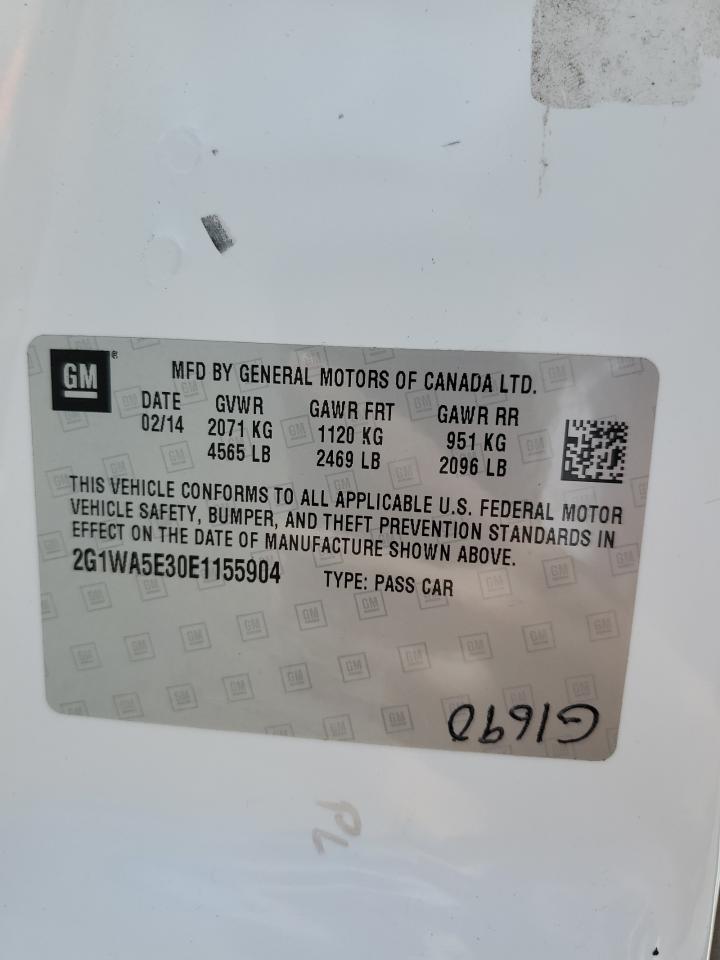 GM ®
MFD BY GENERAL MOTORS OF CANADA LTD.
DATE GVWR GAWR FRT GAWR RR
02/14 2071 KG 1120 KG 951 KG
4565 LB 2469 LB 2096 LB
THIS VEHICLE CONFORMS TO ALL APPLICABLE U.S. FEDERAL MOTOR
VEHICLE SAFETY, BUMPER, AND THEFT PREVENTION STANDARDS IN
EFFECT ON THE DATE OF MANUFACTURE SHOWN ABOVE.
2G1WA5E30E1155904 TYPE: PASS CAR